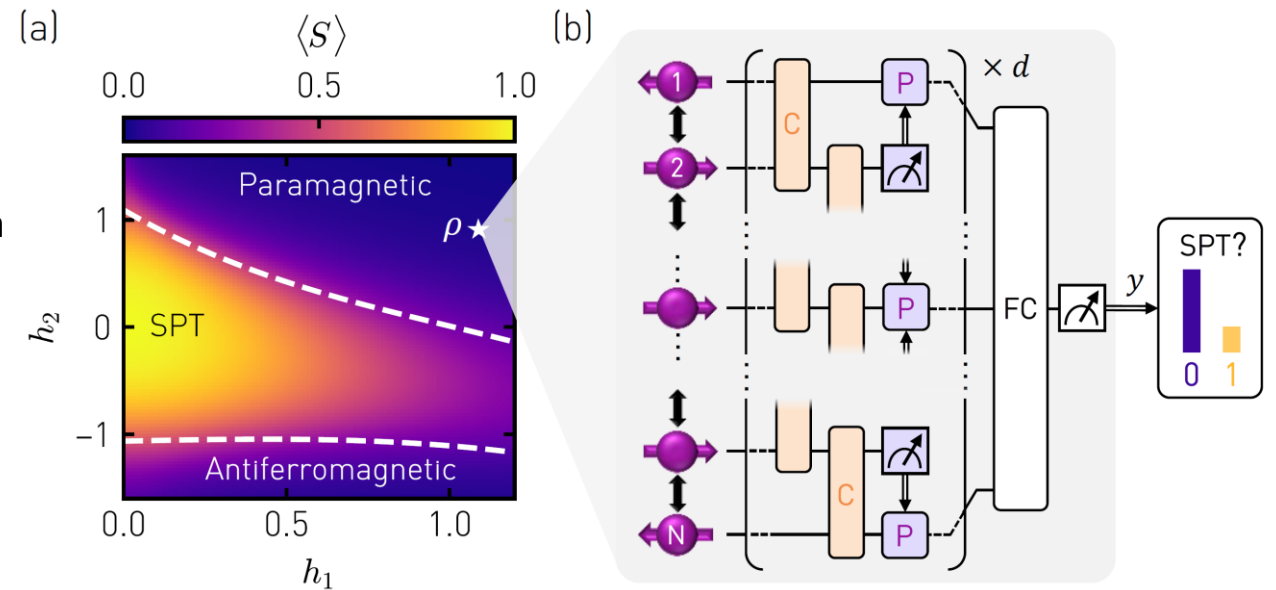 (a)
⟨S⟩
0.0 0.5 1.0
Paramagnetic
ρ
SPT
Antiferromagnetic
1
0
−1
h₂
0.0 0.5 1.0
h₁
(b)
1
2
N
C
P
P
C
P
× d
FC
y
SPT?
0 1